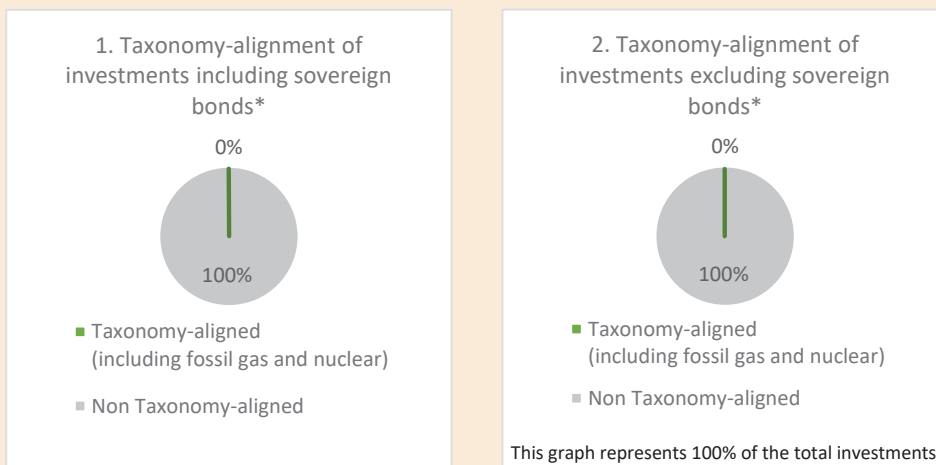 1. Taxonomy-alignment of
investments including sovereign
bonds*
0%
100%
Taxonomy-aligned
(including fossil gas and nuclear)
Non Taxonomy-aligned
2. Taxonomy-alignment of
investments excluding sovereign
bonds*
0%
100%
Taxonomy-aligned
(including fossil gas and nuclear)
Non Taxonomy-aligned
This graph represents 100% of the total investments